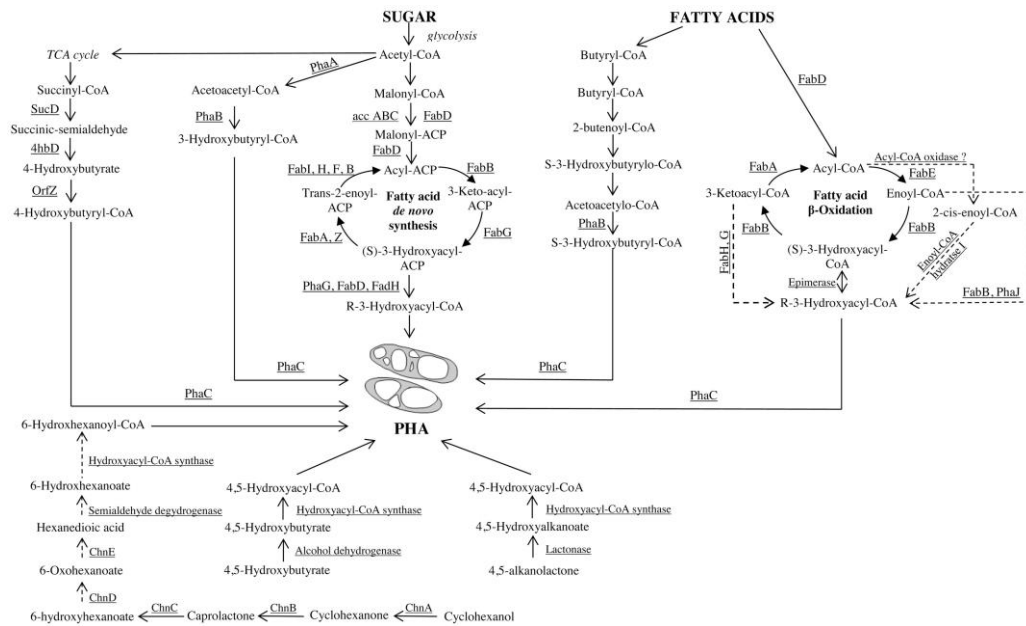 SUGAR
FATTY ACIDS
glycolysis
TCA cycle
Acetyl-CoA
Butyryl-CoA
PhaA
FabD
Succinyl-CoA
Acetoacetyl-CoA
Malonyl-CoA
Butyryl-CoA
SucD
PhaB
acc ABC
FabD
Succinic-semialdehyde
3-Hydroxybutyryl-CoA
Malonyl-ACP
2-butenoyl-CoA
4hbD
FabD
4-Hydroxybutyrate
FabI, H, F, B
Acyl-ACP
FabB
S-3-Hydroxybutyrylo-CoA
FabA
Acyl-CoA
Acyl-CoA oxidase ?
FabE
OrfZ
Trans-2-enoyl-
ACP
Fatty acid
de novo
synthesis
3-Keto-acyl-
ACP
Acetoacetylo-CoA
3-Ketoacyl-CoA
Fatty acid
β-Oxidation
Enoyl-CoA
4-Hydroxybutyryl-CoA
2-cis-enoyl-CoA
PhaB
FabB
FabB
FabA, Z
FabG
S-3-Hydroxybutyryl-CoA
(S)-3-Hydroxyacyl-
ACP
(S)-3-Hydroxyacyl-
CoA
FabH, G
Enoyl-CoA
hydratse I
PhaG, FabD, FadH
Epimerase
FabB, PhaJ
R-3-Hydroxyacyl-CoA
R-3-Hydroxyacyl-CoA
PhaC
PhaC
PhaC
PhaC
6-Hydroxhexanoyl-CoA
PHA
Hydroxyacyl-CoA synthase
6-Hydroxhexanoate
4,5-Hydroxyacyl-CoA
4,5-Hydroxyacyl-CoA
Semialdehyde degydrogenase
Hydroxyacyl-CoA synthase
Hydroxyacyl-CoA synthase
Hexanedioic acid
4,5-Hydroxybutyrate
4,5-Hydroxyalkanoate
ChnE
Alcohol dehydrogenase
Lactonase
6-Oxohexanoate
4,5-Hydroxybutyrate
4,5-alkanolactone
ChnD
6-hydroxyhexanoate
ChnC
Caprolactone
ChnB
Cyclohexanone
ChnA
Cyclohexanol